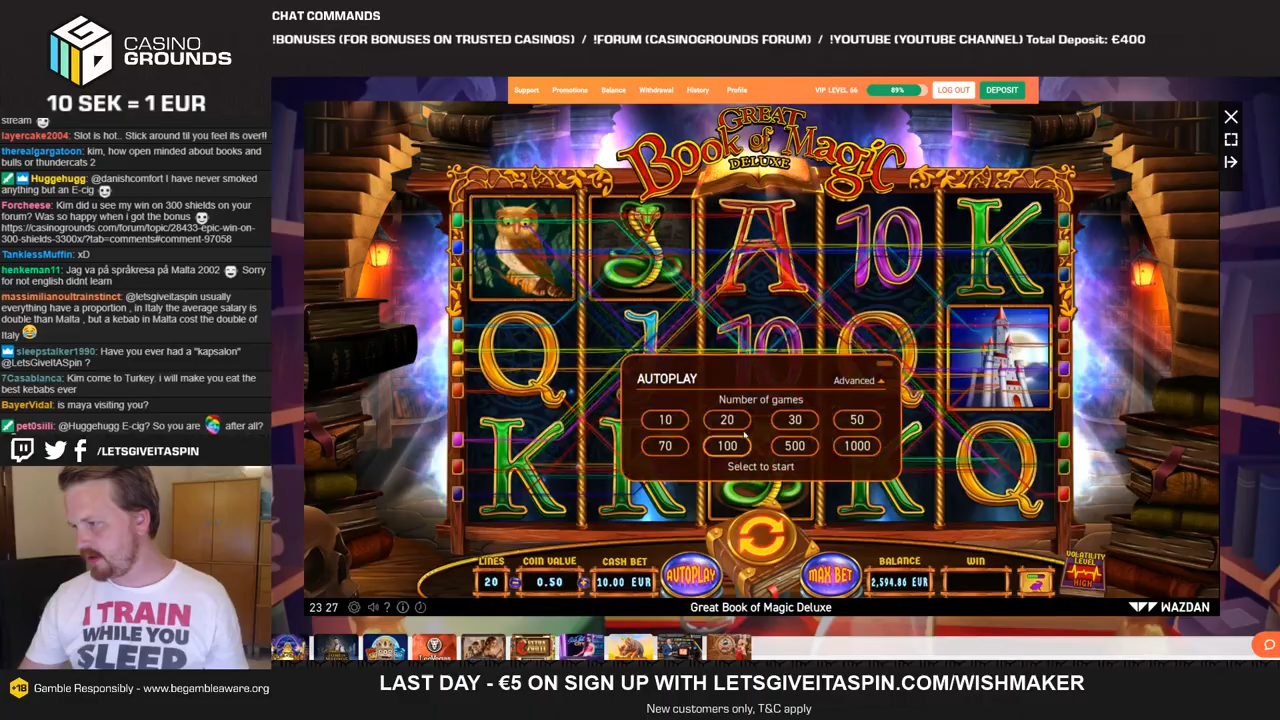 CHAT COMMANDS
!BONUSES (FOR BONUSES ON TRUSTED CASINOS) / !FORUM (CASINOGROUNDS FORUM) / !YOUTUBE (YOUTUBE CHANNEL) Total Deposit: €400
CASINO
GROUNDS
10 SEK = 1 EUR
stream
layercake2004: Slot is hot.. Stick around til you feel its over!!
therealgargatoon: kim, how open minded about books and
bulls or thundercats 2
Huggehugg: @danishcomfort I have never smoked
anything but an E-cig
Forcheese: Kim did u see my win on 300 shields on your
forum? Was so happy when i got the bonus
https://casinogrounds.com/forum/topic/28433-epic-win-on-
300-shields-3300x/?tab=comments#comment-97058
TanklessMuffin: xD
henkeman11: Jag va på språkresa på Malta 2002 Sorry
for not english didnt learn
massimilianoultrainstinct: @letsgiveitaspin usually
everything have a proportion , in Italy the average salary is
double than Malta , but a kebab in Malta cost the double of
Italy
sleepstalker1990: Have you ever had a "kapsalon"
@LetsGiveItASpin ?
7Casablanca: Kim come to Turkey. i will make you eat the
best kebabs ever
BayerVidal: is maya visiting you?
pet0siili: @Huggehugg E-cig? So you are after all?
/LETSGIVEITASPIN
Support Promotions Balance Withdrawal History Profile VIP LEVEL 66 89% LOG OUT DEPOSIT
GREAT
Book of Magic
DELUXE
A 10 K
Q 10 Q
K K Q
AUTOPLAY Advanced
Number of games
10 20 30 50
70 100 500 1000
Select to start
LINES COIN VALUE CASH BET AUTOPLAY MAX BET BALANCE WIN VOLATILITY
LEVEL
HIGH
20 0.50 10.00 EUR 2,594.86 EUR
23 27 ? Great Book of Magic Deluxe WAZDAN
I TRAIN
WHILE YOU
SLEEP
LeoVegas
+18 Gamble Responsibly - www.begambleaware.org
LAST DAY - €5 ON SIGN UP WITH LETSGIVEITASPIN.COM/WISHMAKER
New customers only, T&C apply